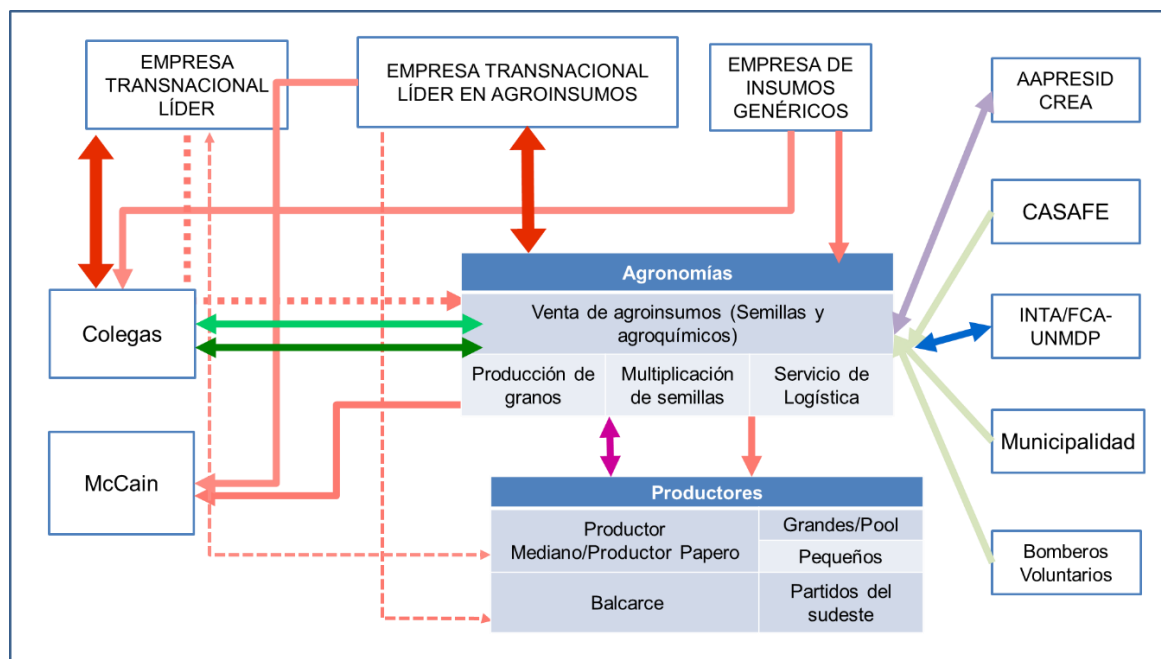 EMPRESA
TRANSNACIONAL
LÍDER
EMPRESA TRANSNACIONAL
LÍDER EN AGROINSUMOS
EMPRESA DE
INSUMOS
GENÉRICOS
AAPRESID
CREA
CASAFE
INTA/FCA-
UNMDP
Municipalidad
Bomberos
Voluntarios
Colegas
McCain
Agronomías
Venta de agroinsumos (Semillas y
agroquímicos)
Producción de
granos
Multiplicación
de semillas
Servicio de
Logística
Productores
Productor
Mediano/Productor Papero
Grandes/Pool
Pequeños
Balcarce
Partidos del
sudeste